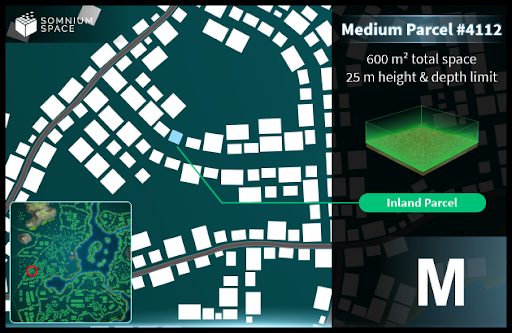 SOMNIUM
SPACE
Medium Parcel #4112
600 m² total space
25 m height & depth limit
Inland Parcel
M